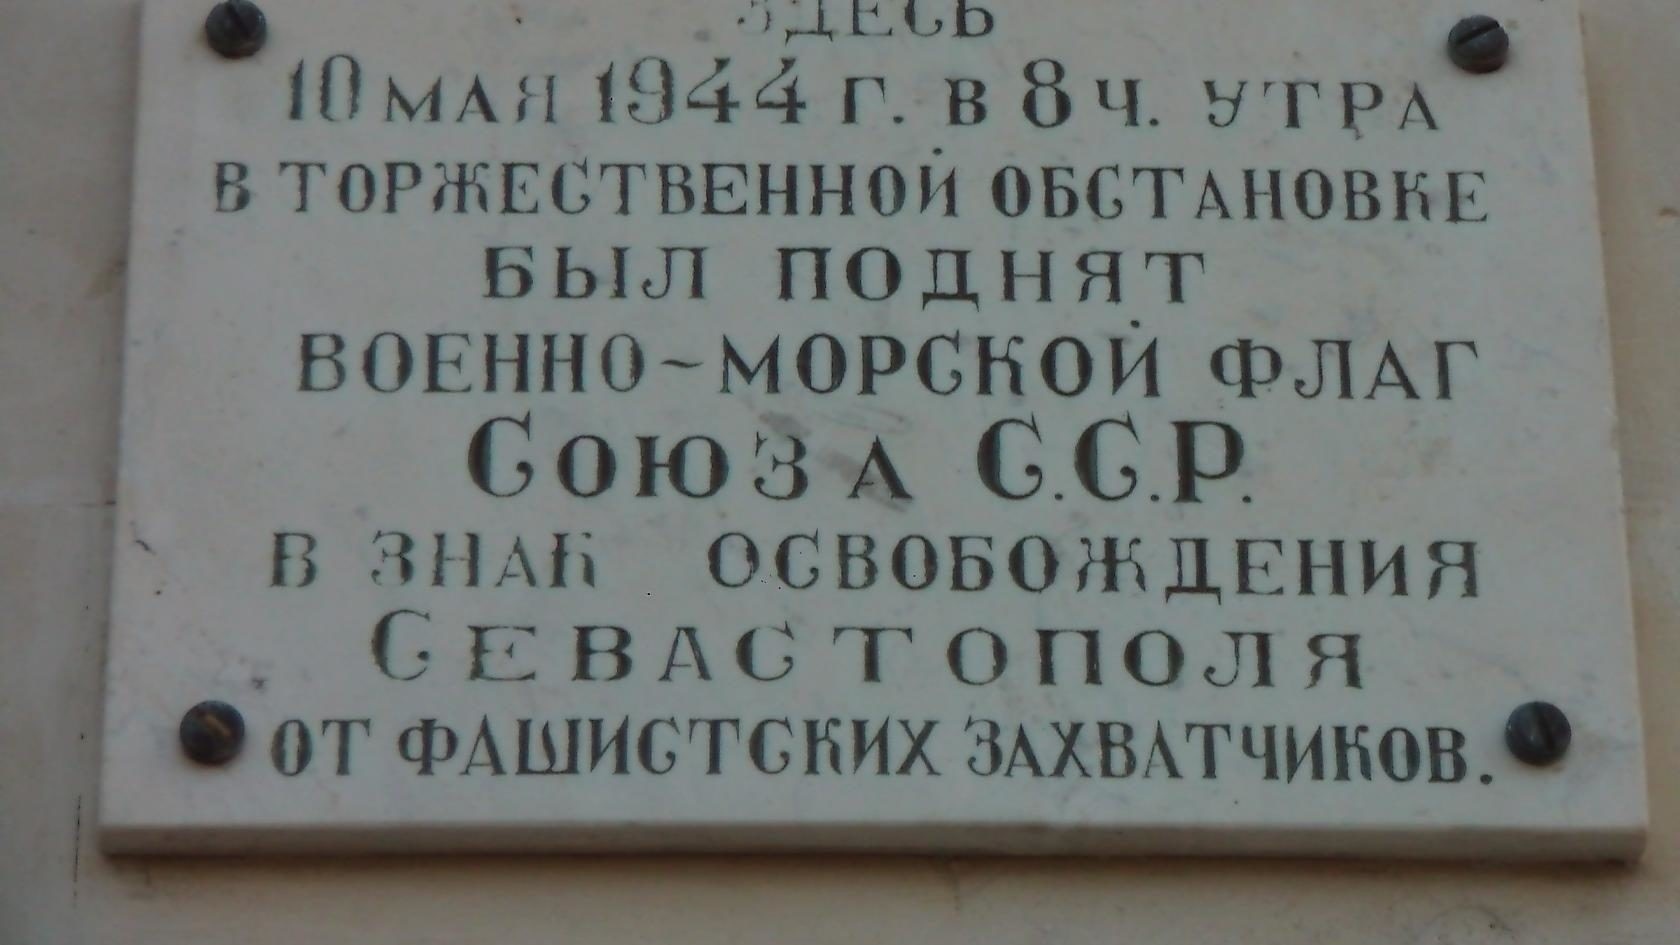 ЗДЕСЬ
10 МАЯ 1944 Г. В 8 Ч. УТРА
В ТОРЖЕСТВЕННОЙ ОБСТАНОВКЕ
БЫЛ ПОДНЯТ
ВОЕННО-МОРСКОЙ ФЛАГ
СОЮЗА С.С.Р.
В ЗНАК ОСВОБОЖДЕНИЯ
СЕВАСТОПОЛЯ
ОТ ФАШИСТСКИХ ЗАХВАТЧИКОВ.